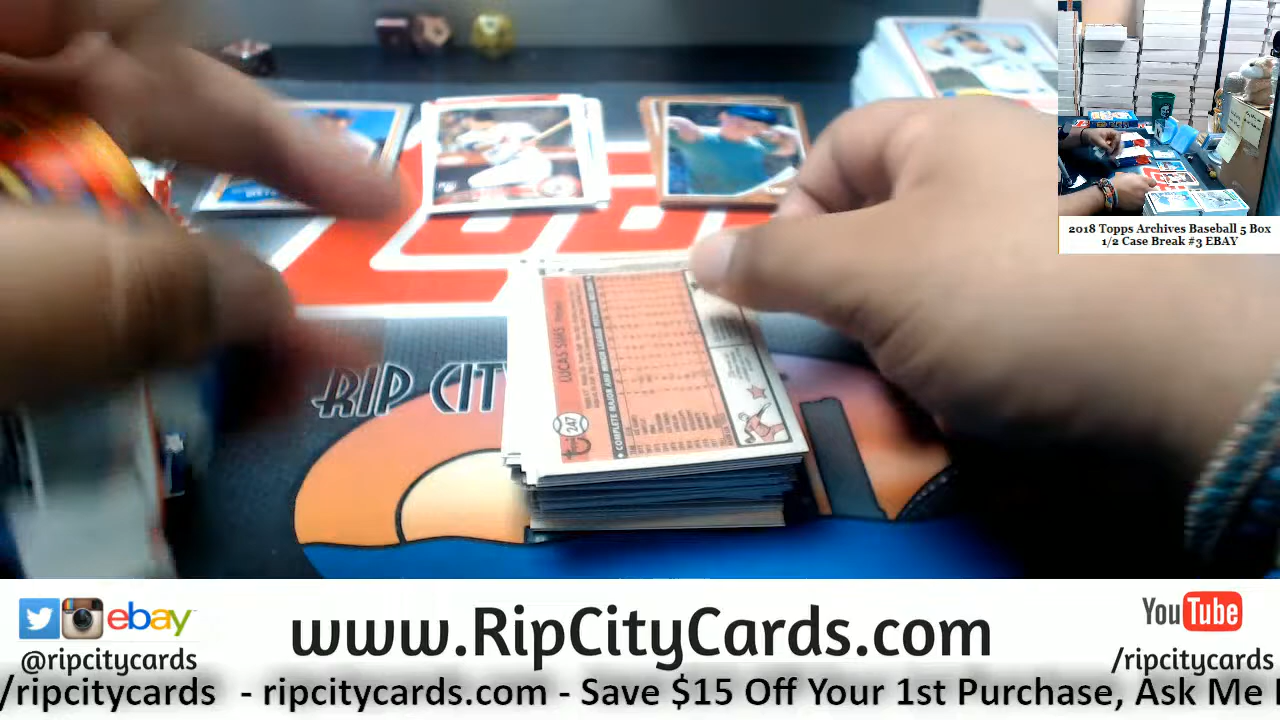 2018 Topps Archives Baseball 5 Box
1/2 Case Break #3 EBAY
RIP CIT
LUCAS SIMS
247
COMPLETE MAJOR AND MINOR LEAGUE
ebay
www.RipCityCards.com
You Tube
@ripcitycards
/ripcitycards
/ripcitycards - ripcitycards.com - Save $15 Off Your 1st Purchase, Ask Me